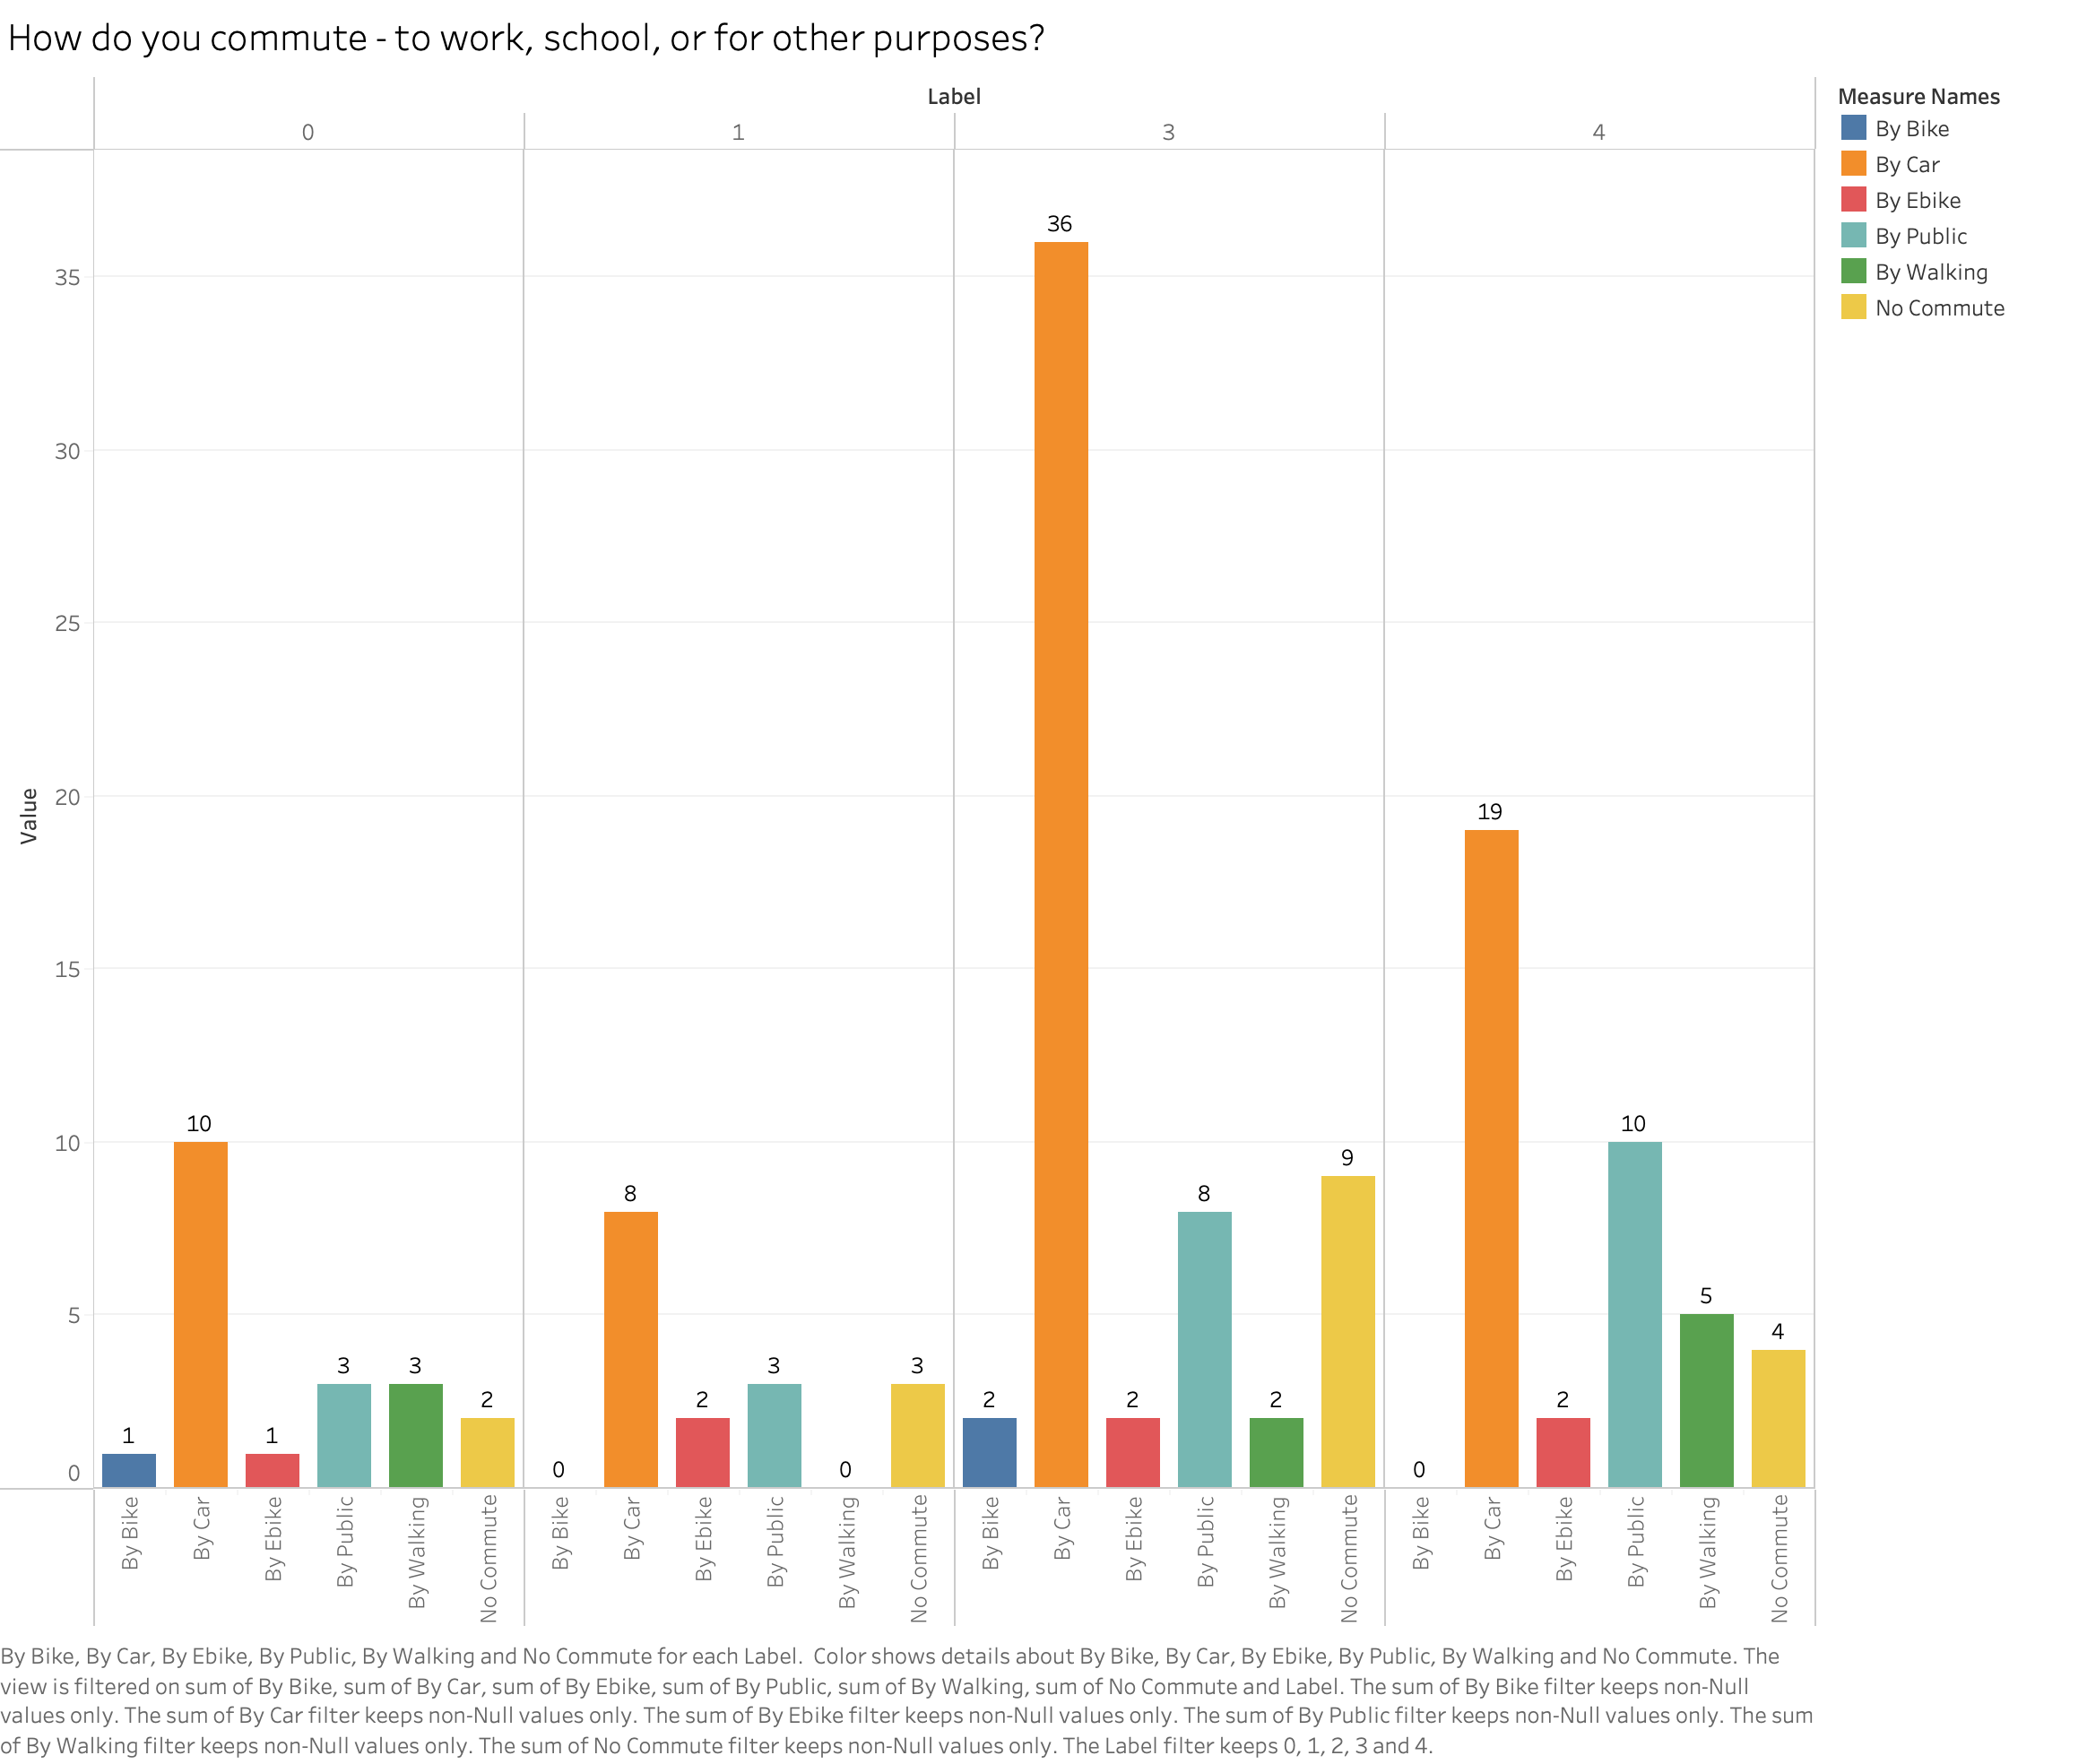 How do you commute - to work, school, or for other purposes?
Label
0 1 3 4
Measure Names
By Bike
By Car
By Ebike
By Public
By Walking
No Commute
Value
35
30
25
20
15
10
5
0
1
10
1
3
3
2
0
8
2
3
0
3
2
36
2
8
2
9
0
19
2
10
5
4
By Bike
By Car
By Ebike
By Public
By Walking
No Commute
By Bike
By Car
By Ebike
By Public
By Walking
No Commute
By Bike
By Car
By Ebike
By Public
By Walking
No Commute
By Bike
By Car
By Ebike
By Public
By Walking
No Commute
By Bike, By Car, By Ebike, By Public, By Walking and No Commute for each Label.  Color shows details about By Bike, By Car, By Ebike, By Public, By Walking and No Commute. The
view is filtered on sum of By Bike, sum of By Car, sum of By Ebike, sum of By Public, sum of By Walking, sum of No Commute and Label. The sum of By Bike filter keeps non-Null
values only. The sum of By Car filter keeps non-Null values only. The sum of By Ebike filter keeps non-Null values only. The sum of By Public filter keeps non-Null values only. The sum
of By Walking filter keeps non-Null values only. The sum of No Commute filter keeps non-Null values only. The Label filter keeps 0, 1, 2, 3 and 4.